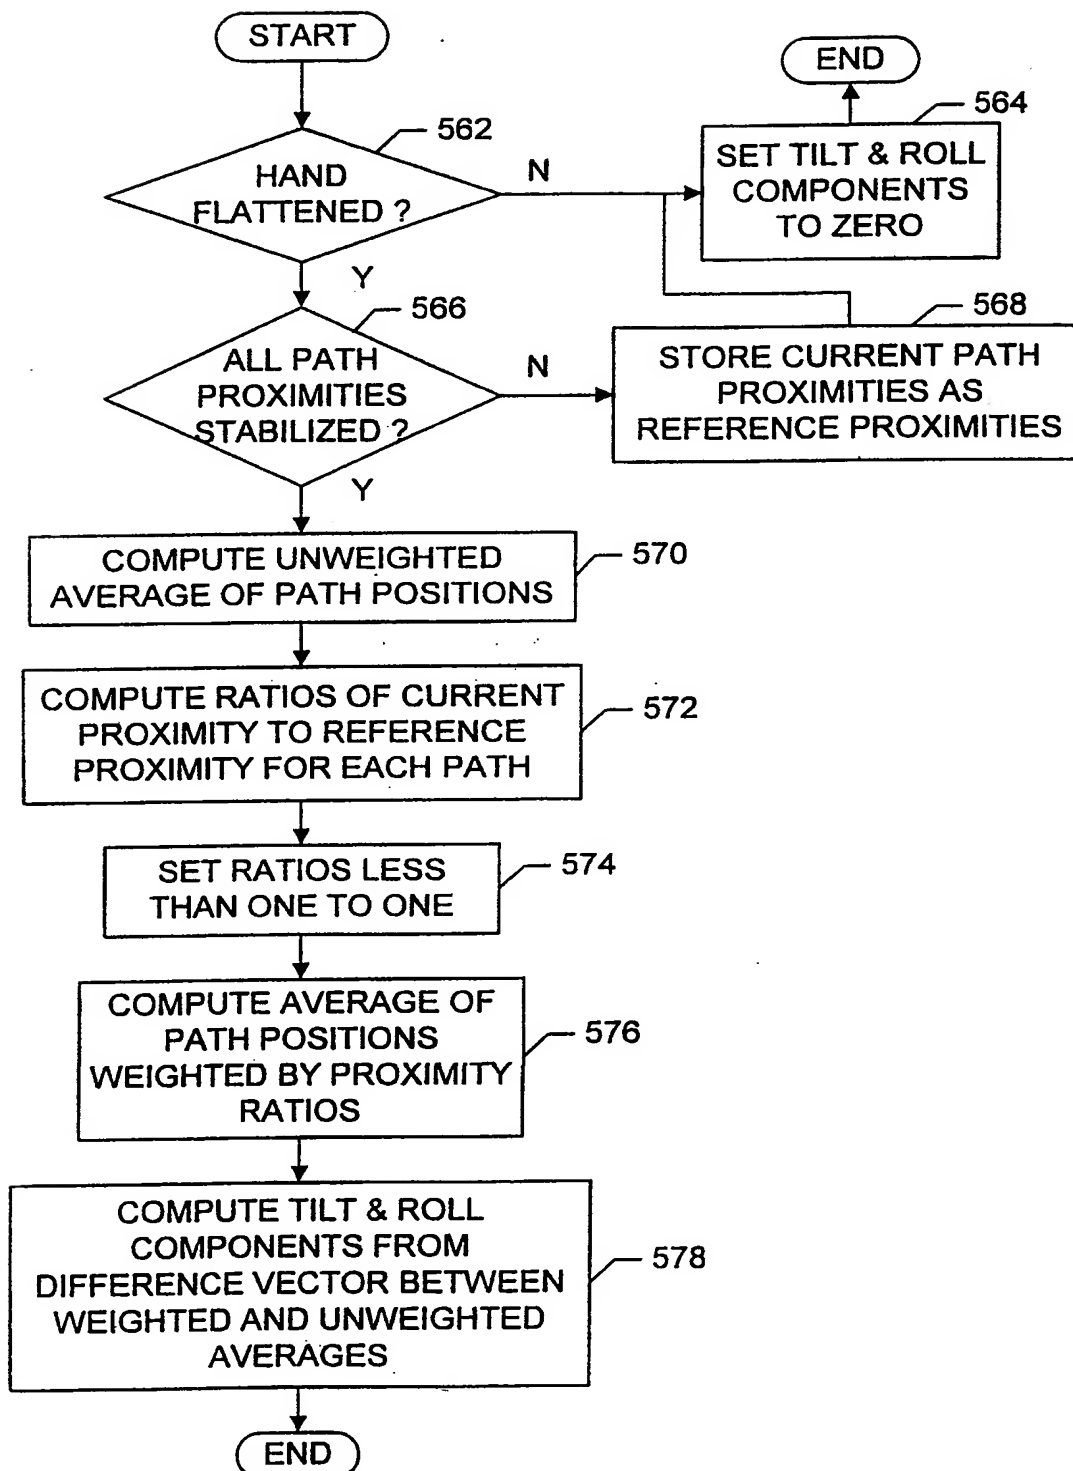 START
END
562
564
HAND
FLATTENED ?
N
SET TILT & ROLL
COMPONENTS
TO ZERO
Y
566
568
ALL PATH
PROXIMITIES
STABILIZED ?
N
STORE CURRENT PATH
PROXIMITIES AS
REFERENCE PROXIMITIES
Y
COMPUTE UNWEIGHTED
AVERAGE OF PATH POSITIONS
570
COMPUTE RATIOS OF CURRENT
PROXIMITY TO REFERENCE
PROXIMITY FOR EACH PATH
572
SET RATIOS LESS
THAN ONE TO ONE
574
COMPUTE AVERAGE OF
PATH POSITIONS
WEIGHTED BY PROXIMITY
RATIOS
576
COMPUTE TILT & ROLL
COMPONENTS FROM
DIFFERENCE VECTOR BETWEEN
WEIGHTED AND UNWEIGHTED
AVERAGES
578
END